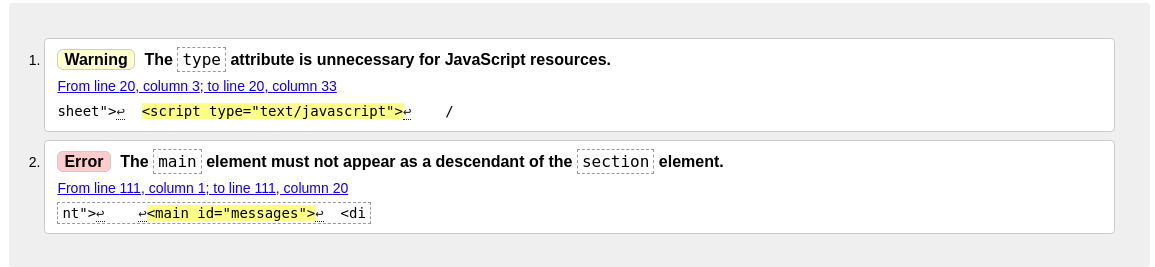 1. Warning The type attribute is unnecessary for JavaScript resources.
From line 20, column 3; to line 20, column 33
sheet">↩  <script type="text/javascript">↩    /
2. Error The main element must not appear as a descendant of the section element.
From line 111, column 1; to line 111, column 20
nt">↩    ↩<main id="messages">↩  <di